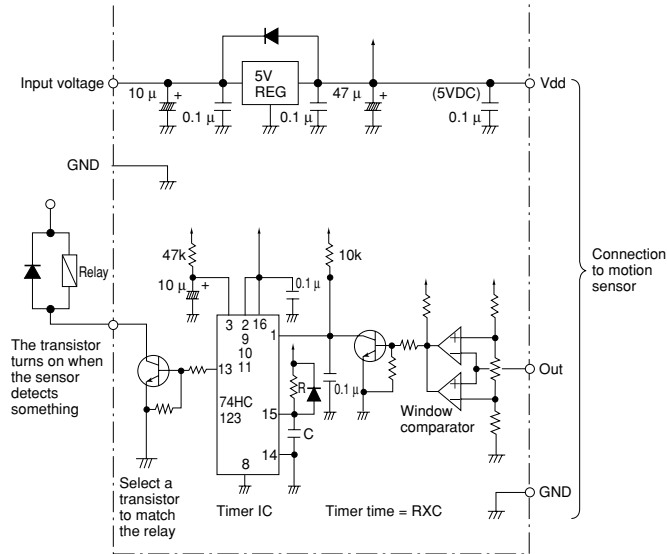 Input voltage
10 μ
+
0.1 μ
5V
REG
0.1 μ
47 μ
+
(5VDC)
0.1 μ
Vdd
GND
Relay
The transistor
turns on when
the sensor
detects
something
47k
10 μ
+
0.1 μ
10k
3
2
16
9
10
11
1
13
74HC
123
15
14
8
R
C
0.1 μ
+
−
+
−
Window
comparator
Out
Connection
to motion
sensor
GND
Select a
transistor
to match
the relay
Timer IC
Timer time = RXC